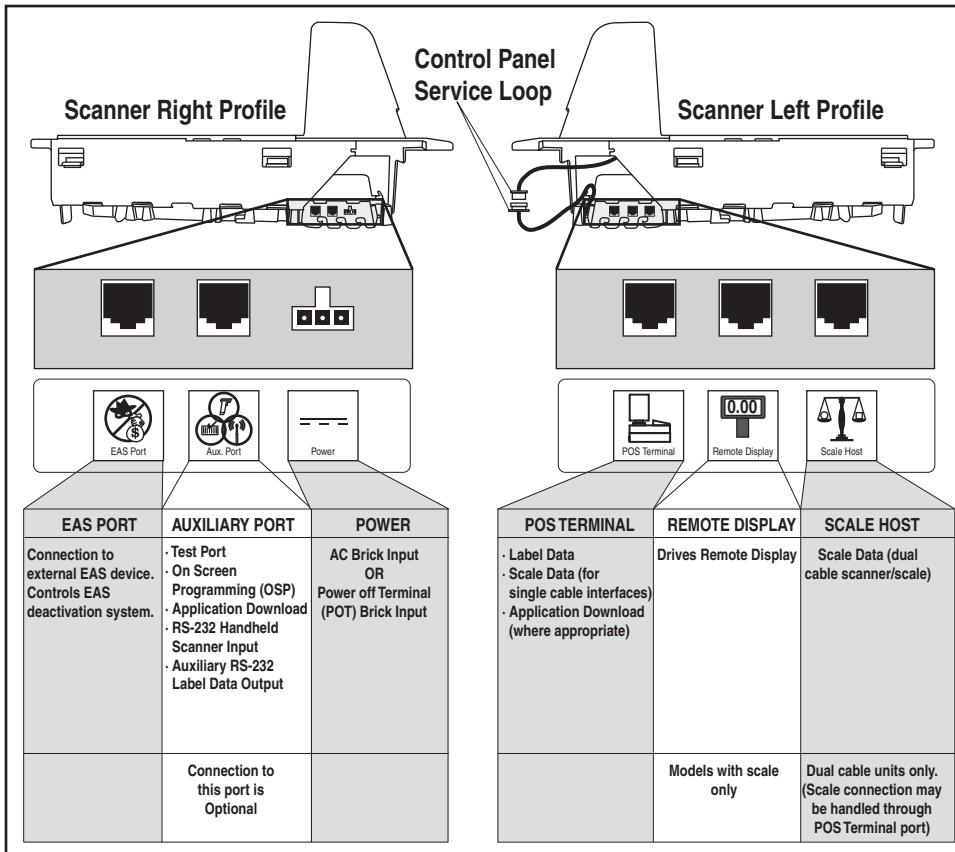 Control Panel
Service Loop
Scanner Right Profile
Scanner Left Profile
EAS Port
Aux. Port
Power
$
POS Terminal
Remote Display
Scale Host
0.00
EAS PORT
Connection to
external EAS device.
Controls EAS
deactivation system.
AUXILIARY PORT
· Test Port
· On Screen
Programming (OSP)
· Application Download
· RS-232 Handheld
Scanner Input
· Auxiliary RS-232
Label Data Output
Connection to
this port is
Optional
POWER
AC Brick Input
OR
Power off Terminal
(POT) Brick Input
POS TERMINAL
· Label Data
· Scale Data (for
single cable interfaces)
· Application Download
(where appropriate)
REMOTE DISPLAY
Drives Remote Display
Models with scale
only
SCALE HOST
Scale Data (dual
cable scanner/scale)
Dual cable units only.
(Scale connection may
be handled through
POS Terminal port)